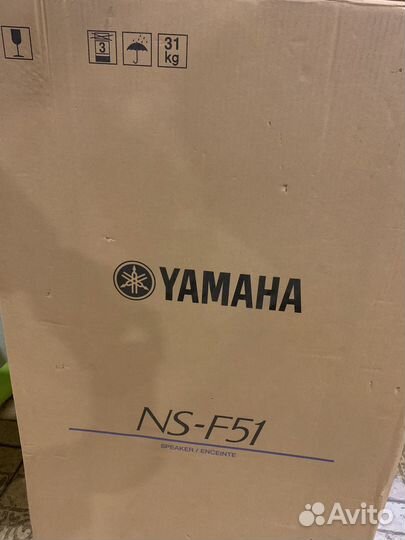 3
31
kg
YAMAHA
NS-F51
SPEAKER / ENCEINTE
Avito